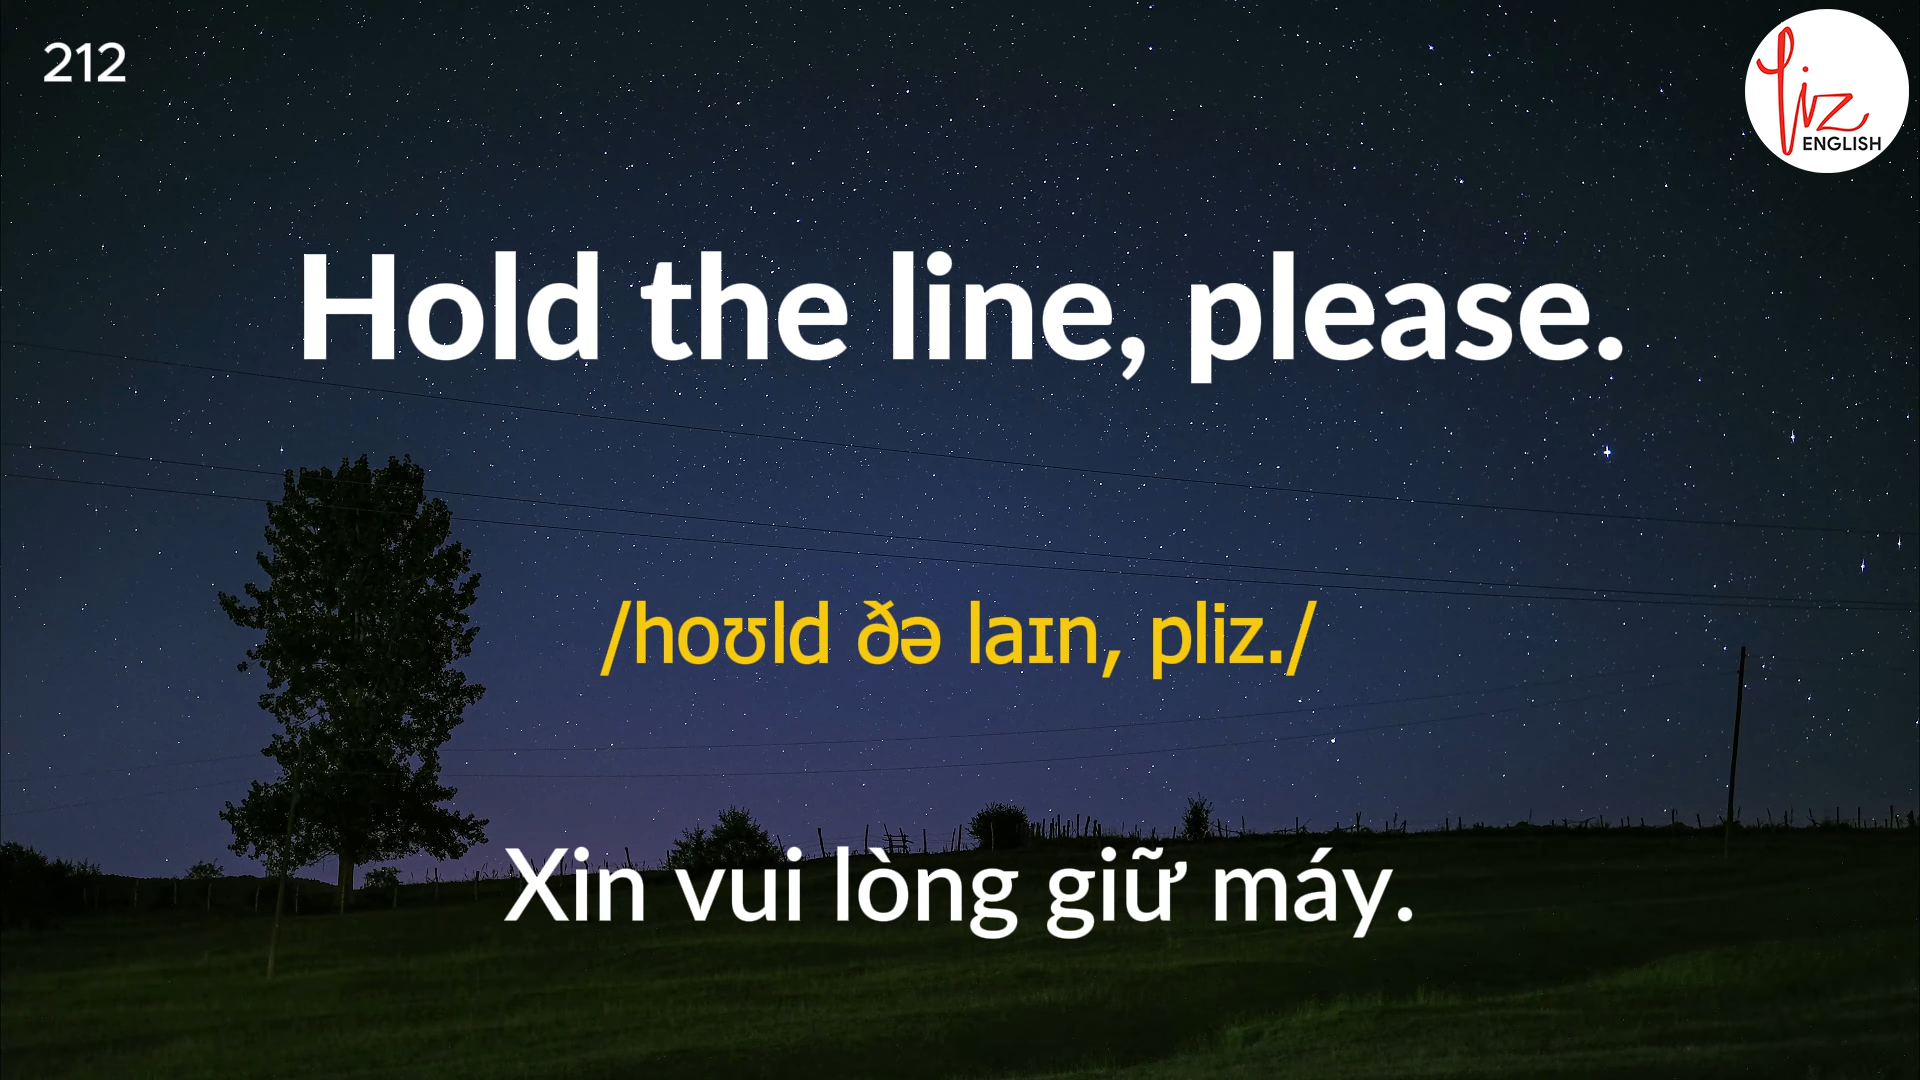 212
Liz
ENGLISH
Hold the line, please.
/hoʊld ðə laɪn, pliz./
Xin vui lòng giữ máy.